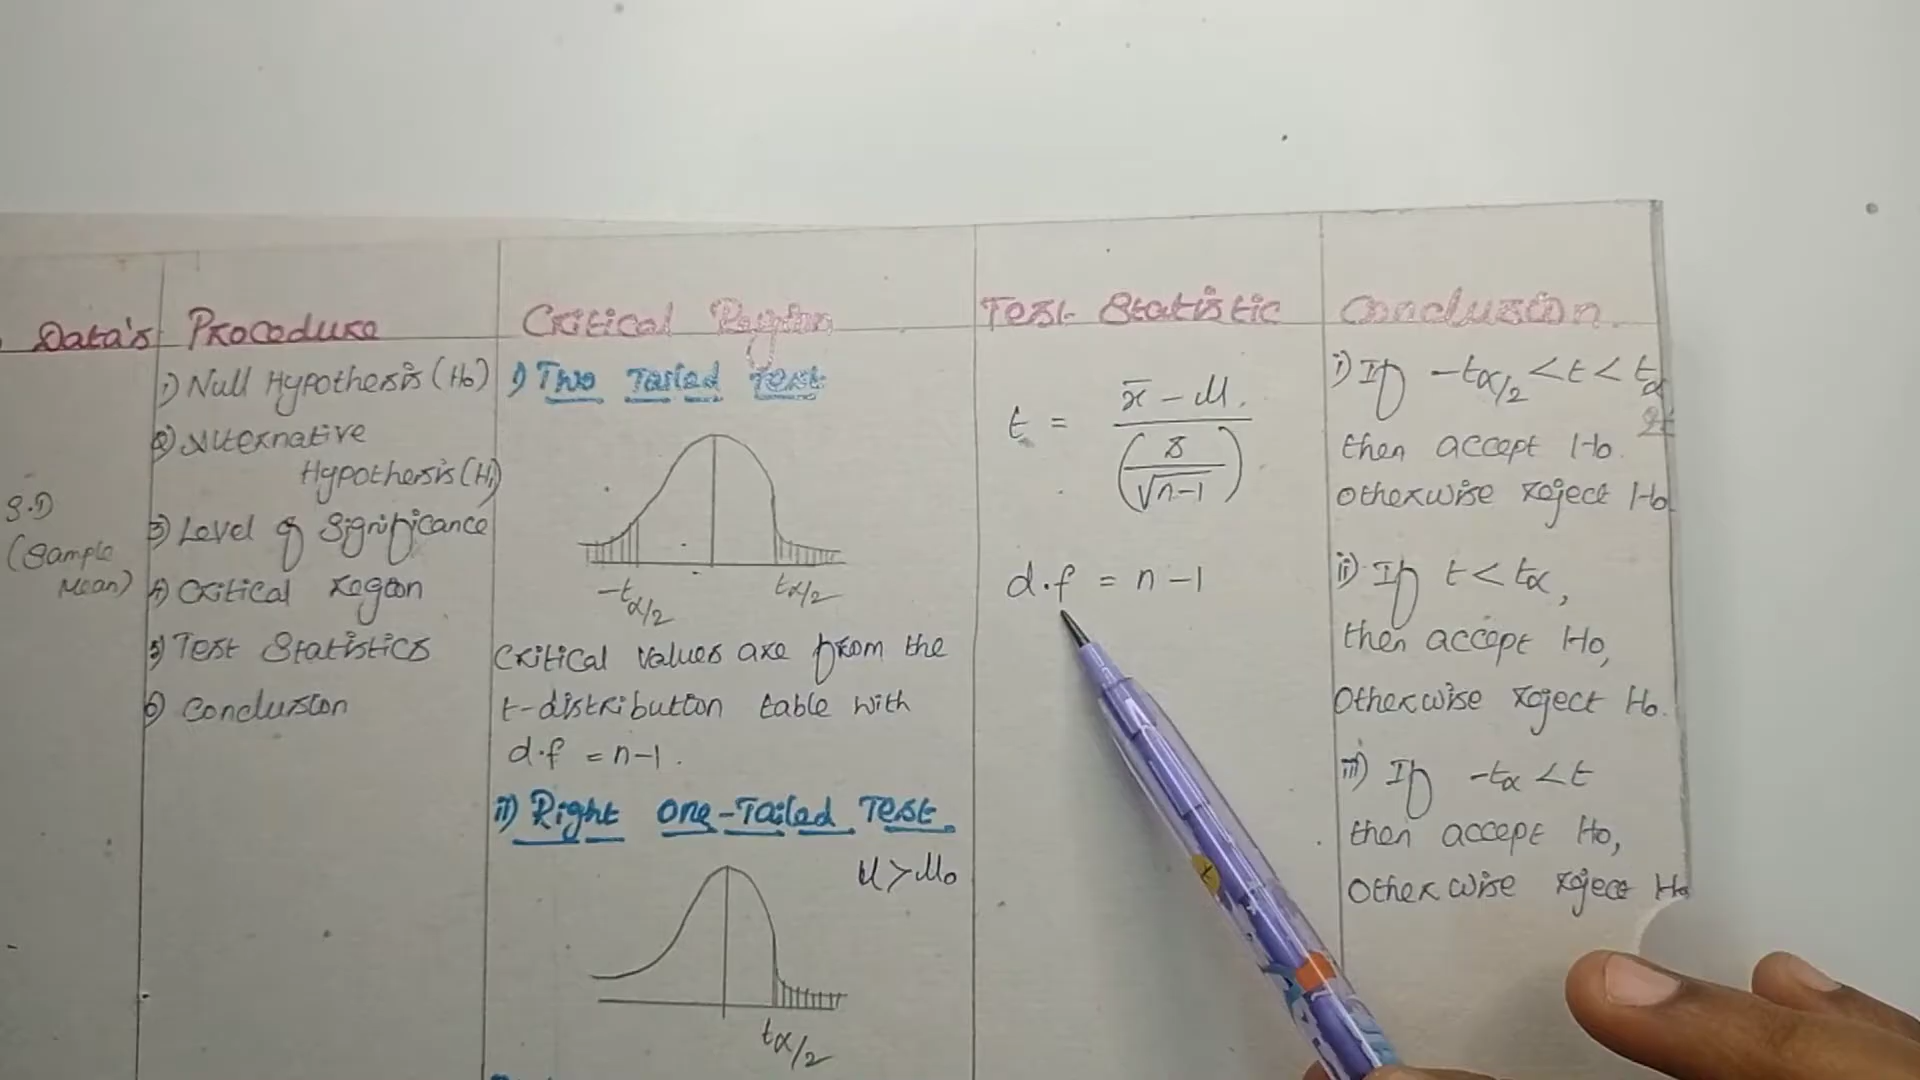 Data's
Procedure
Critical Region
Test Statistic
Conclusion
S.D
(Sample
Mean)
1) Null Hypothesis (H₀)
2) Alternative
Hypothesis (H₁)
3) Level of Significance
4) Critical region
5) Test Statistics
6) Conclusion
i) Two Tailed Test
-tα/2
tα/2
Critical values are from the
t-distribution table with
d.f = n-1.
ii) Right One-Tailed Test
μ > μ₀
tα/2
t = (x̄ - μ) / (s/√n-1)
d.f = n-1
i) If -tα/2 < t < tα/2
then accept H₀.
otherwise reject H₀
ii) If t < tα,
then accept H₀,
Otherwise reject H₀.
iii) If -tα < t
then accept H₀,
Otherwise reject H₀